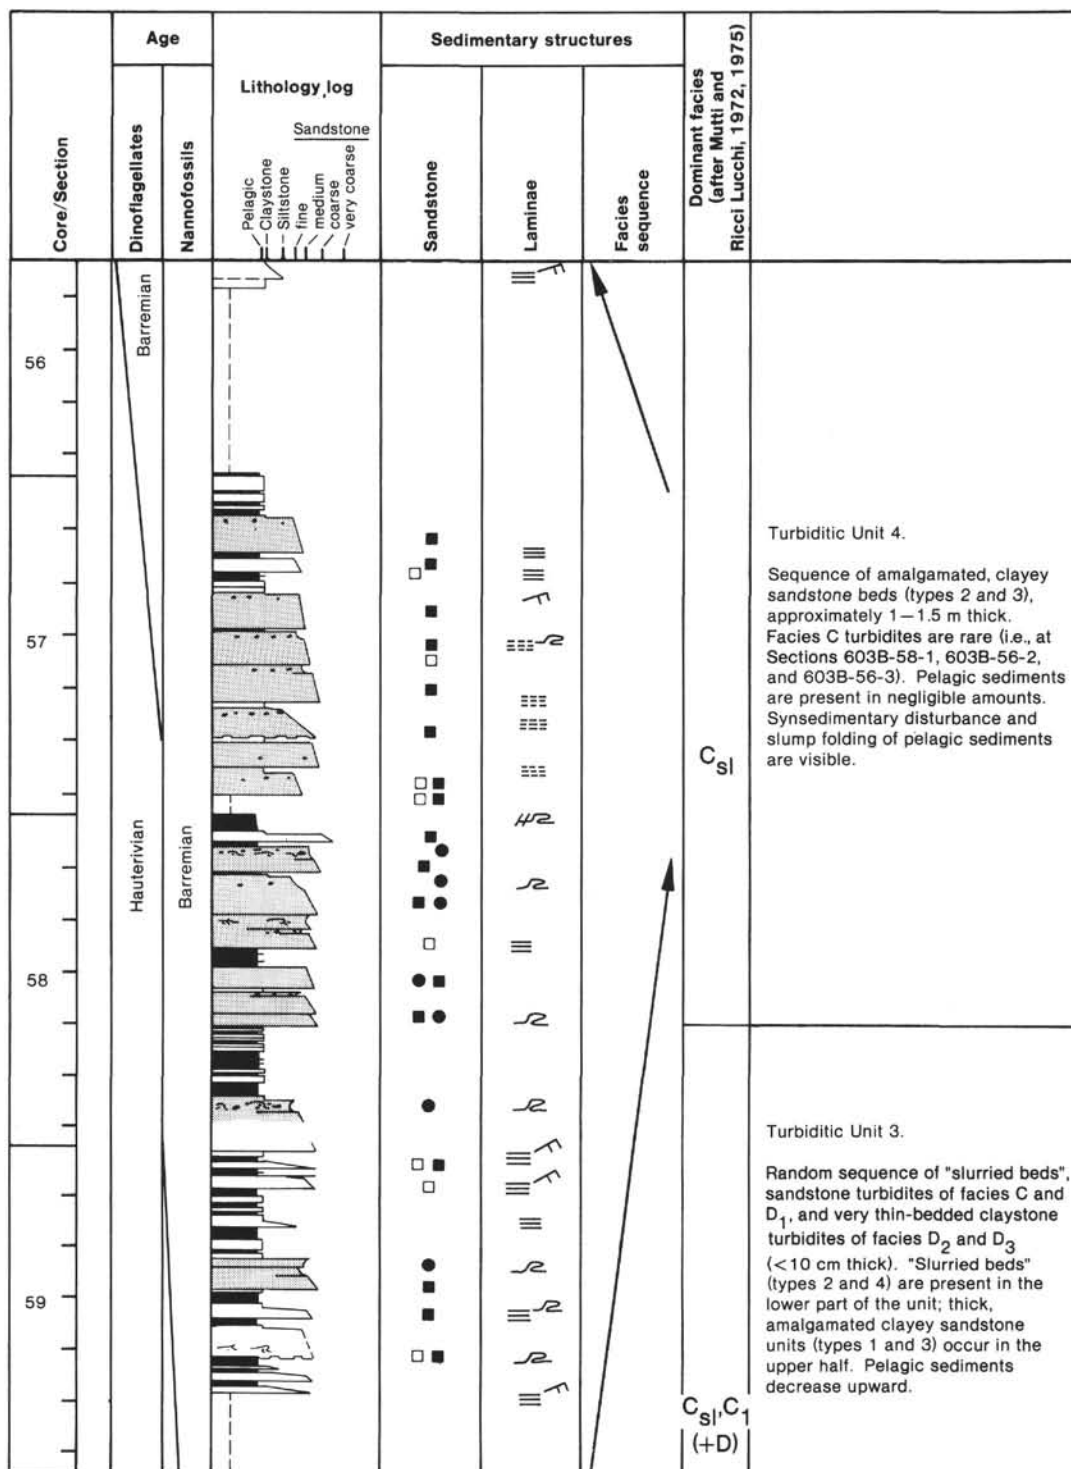 Age
Sedimentary structures
Core/Section
Dinoflagellates
Nannofossils
Lithology log
Sandstone
Pelagic
Claystone
Siltstone
fine
medium
coarse
very coarse
Sandstone
Laminae
Facies
sequence
Dominant facies
(after Mutti and
Ricci Lucchi, 1972, 1975)
56
57
58
59
Barremian
Hauterivian
Barremian
Csl
Csl,C1
(+D)
Turbiditic Unit 4.
Sequence of amalgamated, clayey
sandstone beds (types 2 and 3),
approximately 1–1.5 m thick.
Facies C turbidites are rare (i.e., at
Sections 603B-58-1, 603B-56-2,
and 603B-56-3). Pelagic sediments
are present in negligible amounts.
Synsedimentary disturbance and
slump folding of pelagic sediments
are visible.
Turbiditic Unit 3.
Random sequence of "slurried beds",
sandstone turbidites of facies C and
D1, and very thin-bedded claystone
turbidites of facies D2 and D3
(<10 cm thick). "Slurried beds"
(types 2 and 4) are present in the
lower part of the unit; thick,
amalgamated clayey sandstone
units (types 1 and 3) occur in the
upper half. Pelagic sediments
decrease upward.